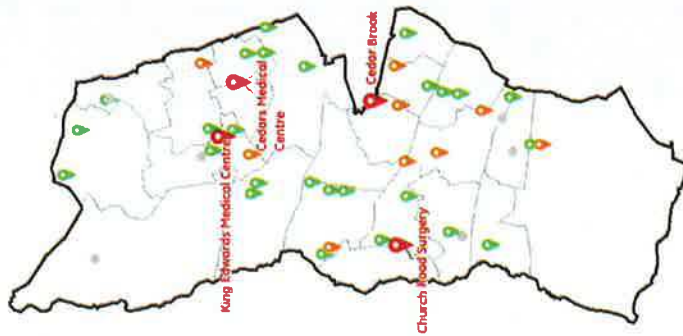 King Edwards Medical Centre
Cedars Medical
Centre
Cedar Brook
Church Road Surgery